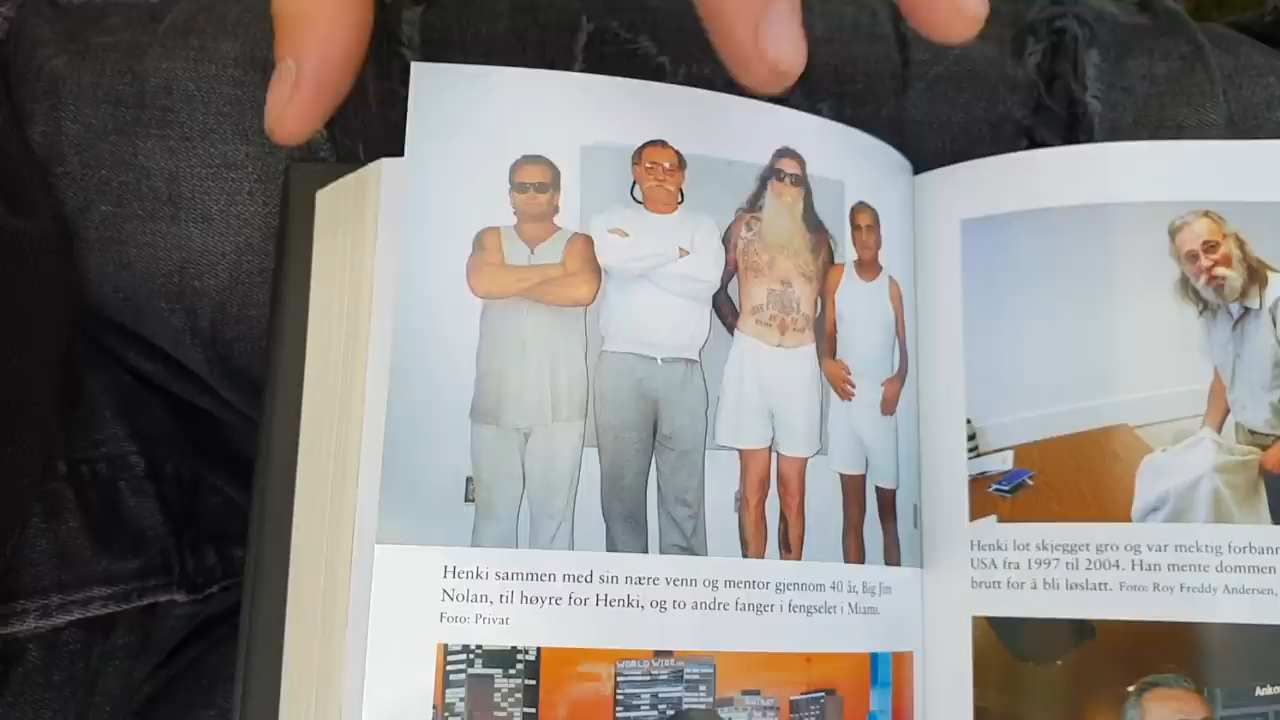 Henki sammen med sin nære venn og mentor gjennom 40 år, Big Jim
Nolan, til høyre for Henki, og to andre fanger i fengselet i Miami.
Foto: Privat
WORLD WIDE
Henki lot skjegget gro og var mektig forbann
USA fra 1997 til 2004. Han mente dommen
brutt for å bli løslatt. Foto: Roy Freddy Andersen,
Anko